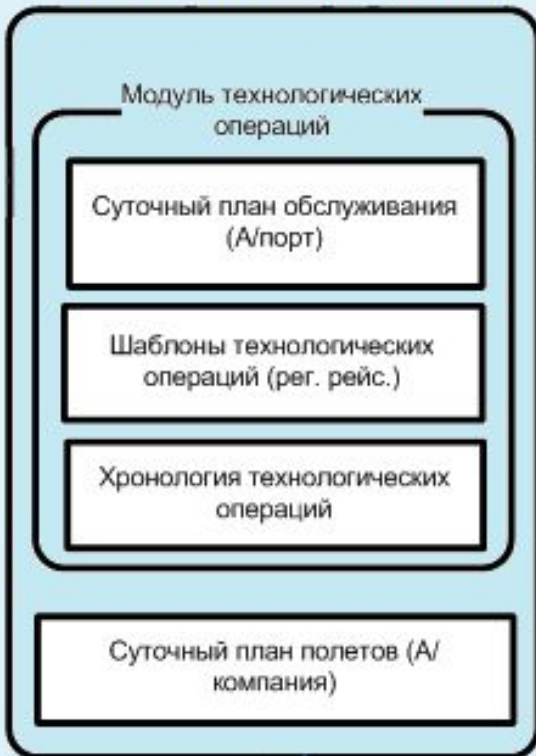 Модуль технологических
операций
Суточный план обслуживания
(А/порт)
Шаблоны технологических
операций (рег. рейс.)
Хронология технологических
операций
Суточный план полетов (А/
компания)